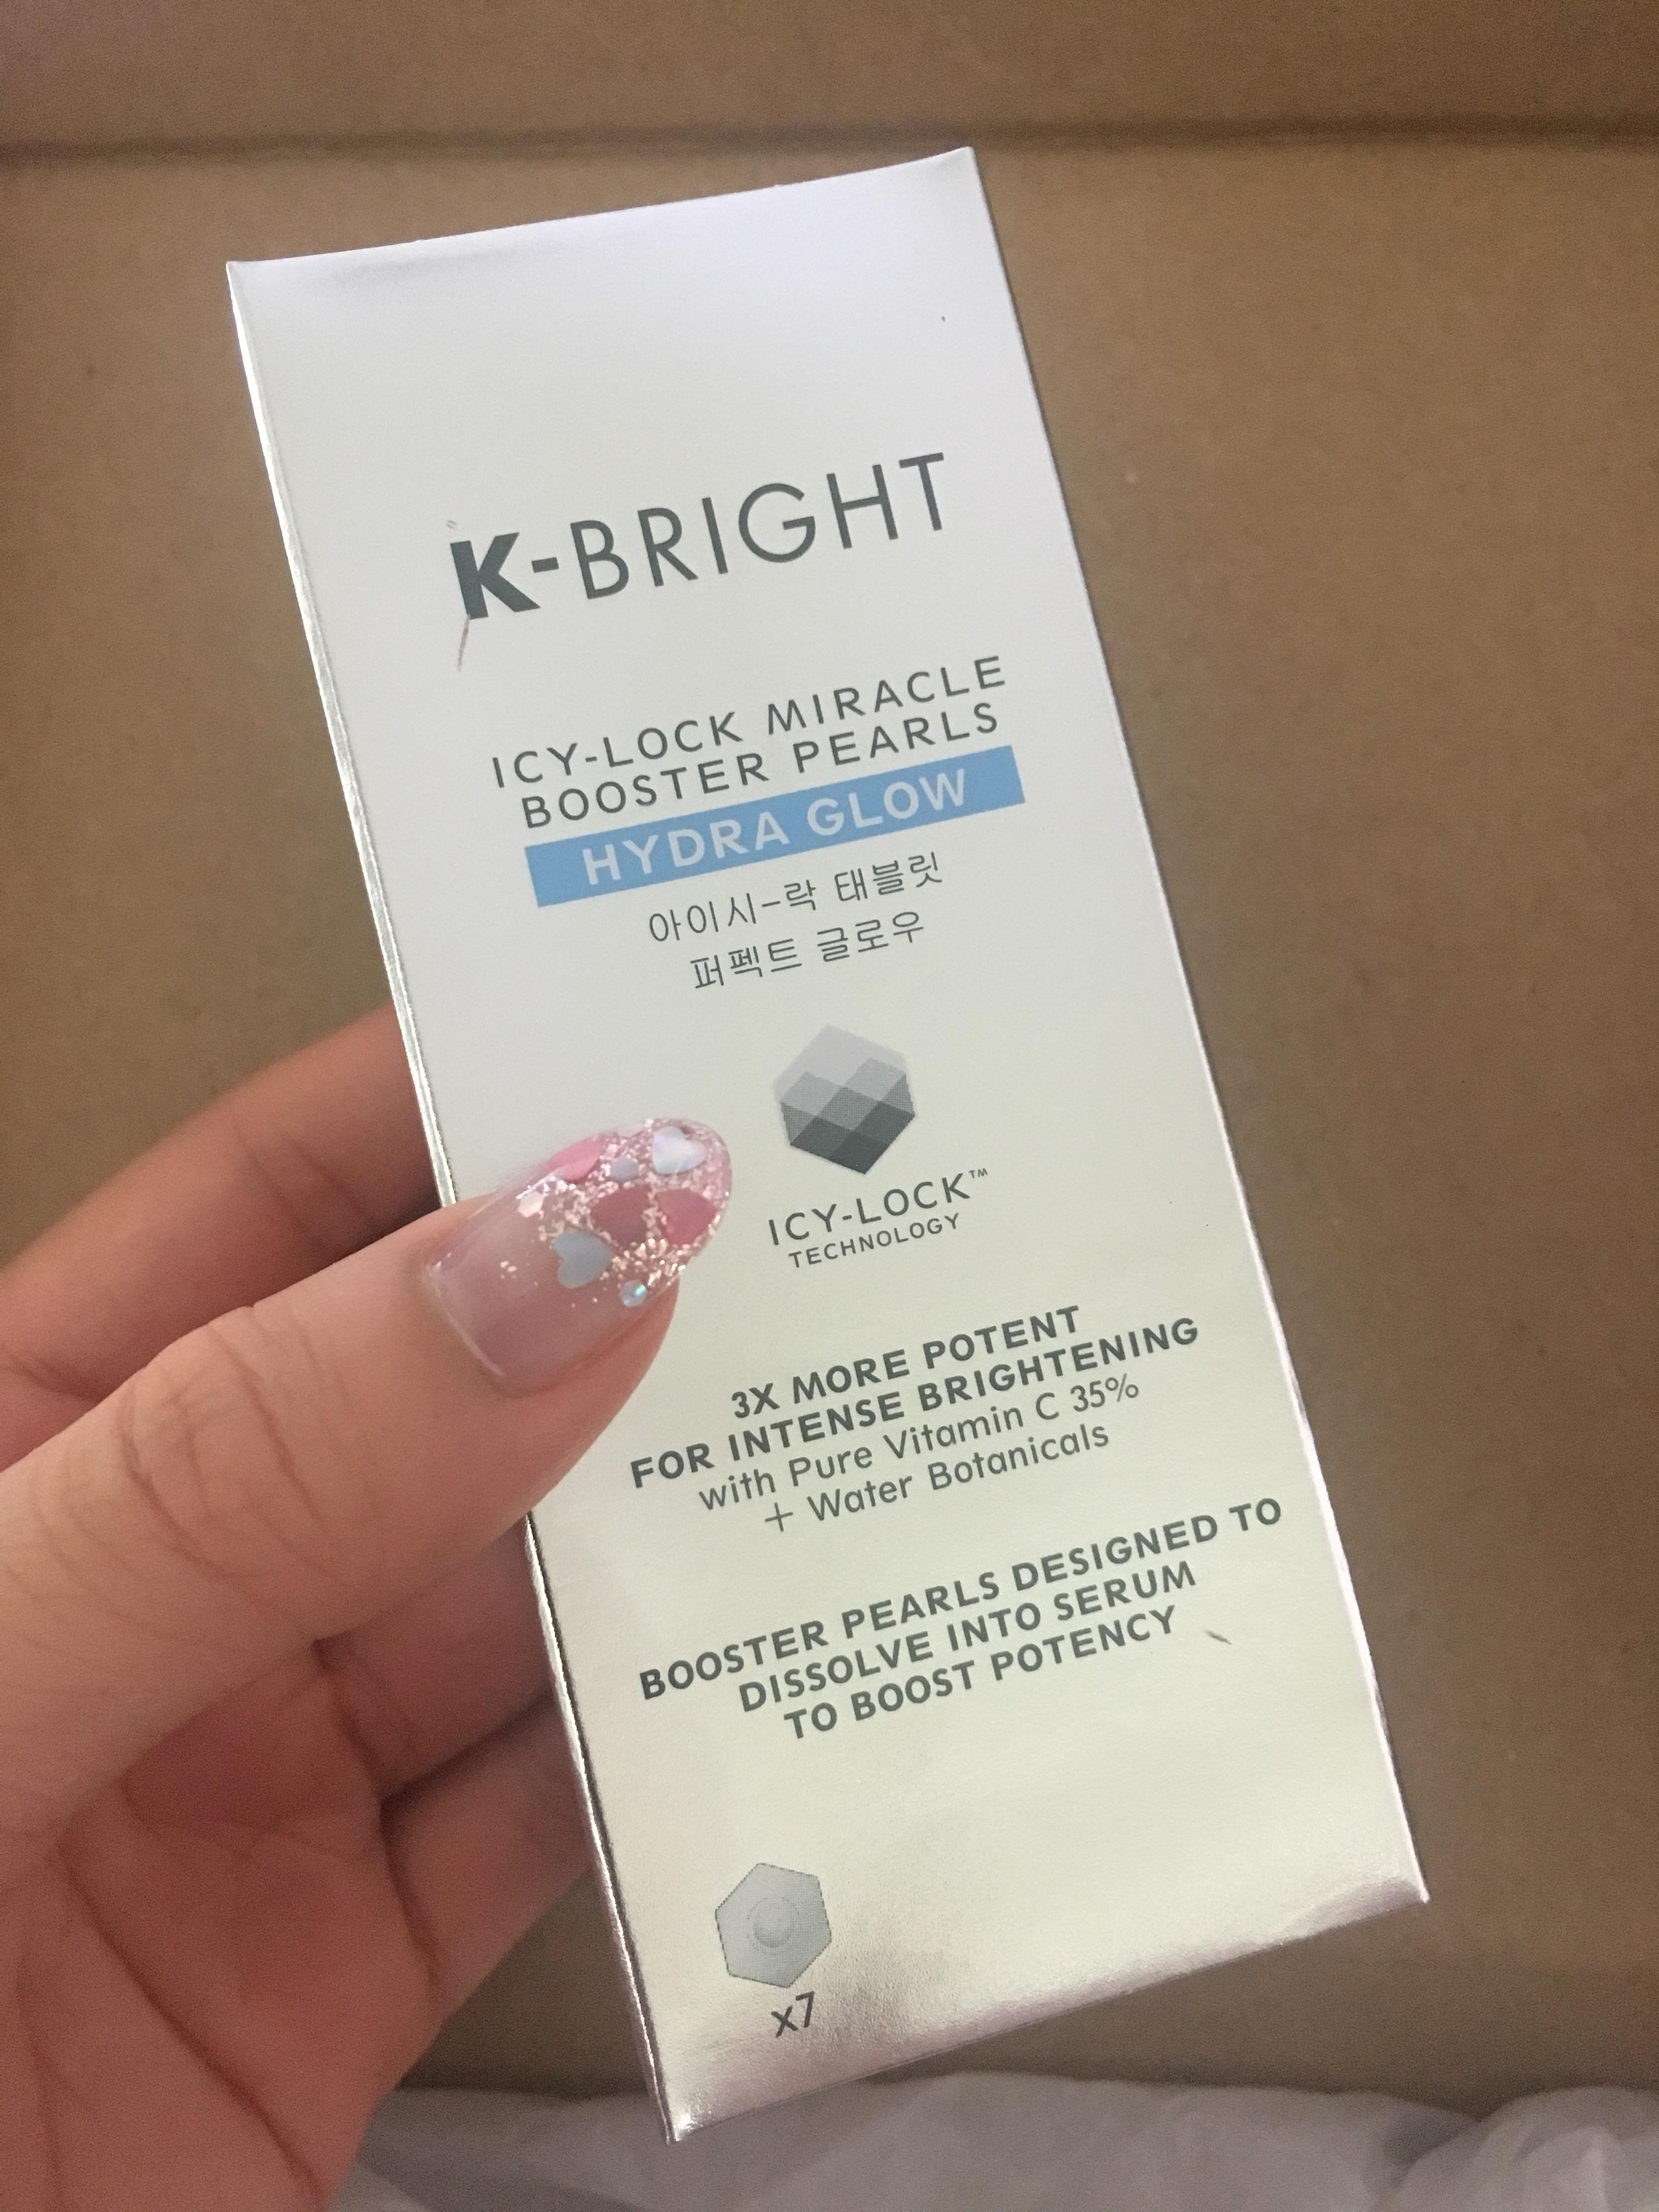 K-BRIGHT
ICY-LOCK MIRACLE
BOOSTER PEARLS
HYDRA GLOW
아이시-락 태블릿
퍼펙트 글로우
ICY-LOCK™
TECHNOLOGY
3X MORE POTENT
FOR INTENSE BRIGHTENING
with Pure Vitamin C 35%
+ Water Botanicals
BOOSTER PEARLS DESIGNED TO
DISSOLVE INTO SERUM
TO BOOST POTENCY
x7